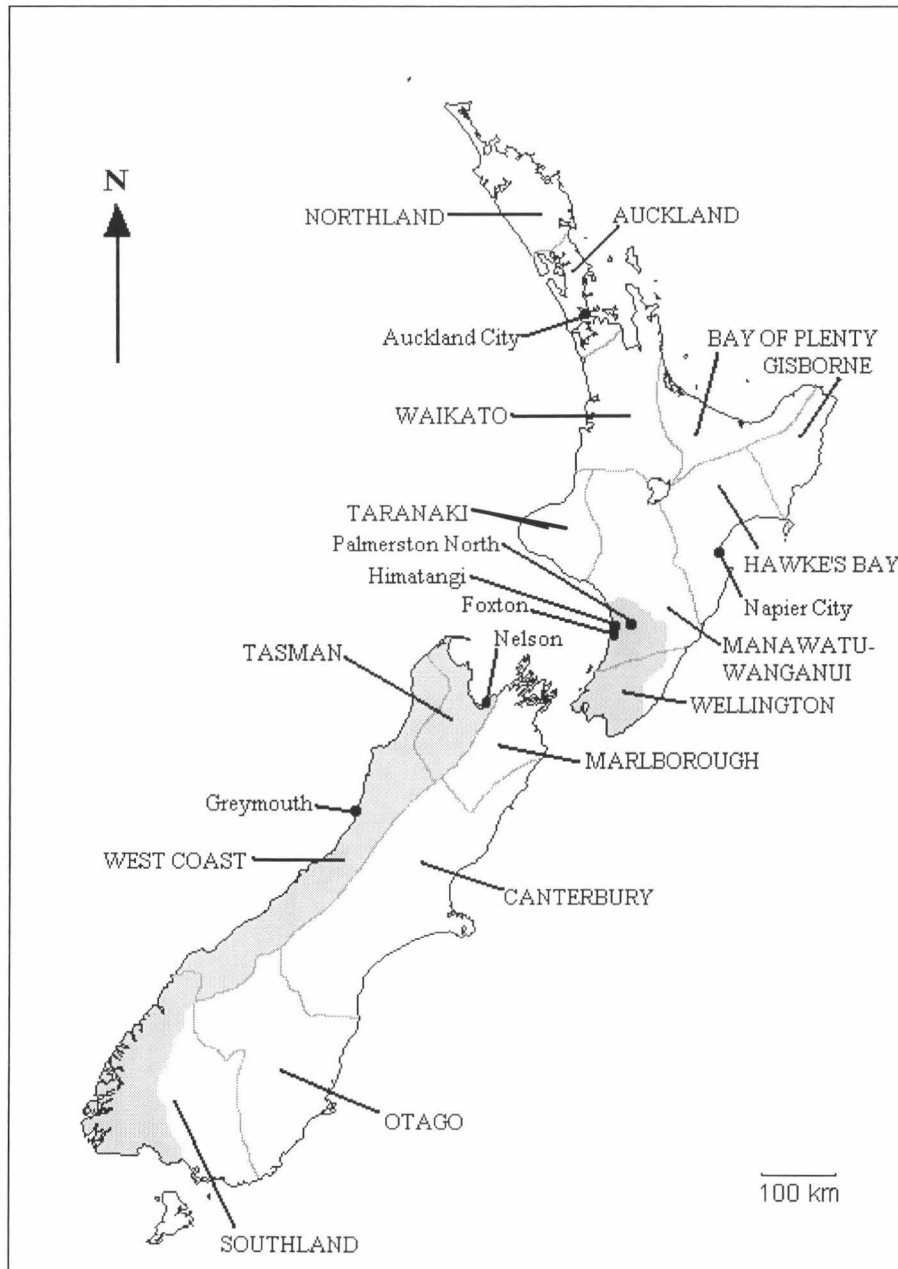 N
NORTHLAND
AUCKLAND
Auckland City
BAY OF PLENTY
GISBORNE
WAIKATO
TARANAKI
Palmerston North
Himatangi
Foxton
HAWKE'S BAY
Napier City
Nelson
TASMAN
MANAWATU-
WANGANUI
WELLINGTON
MARLBOROUGH
Greymouth
WEST COAST
CANTERBURY
OTAGO
SOUTHLAND
100 km